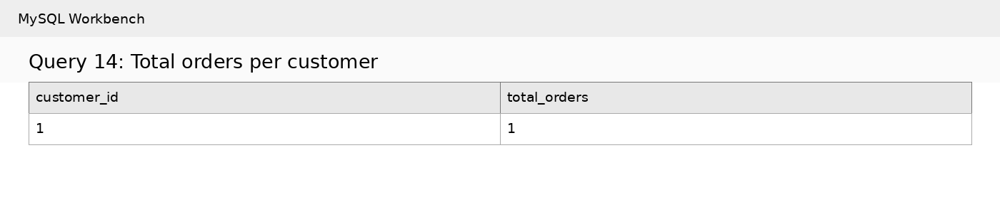 MySQL Workbench
Query 14: Total orders per customer
customer_id total_orders
1 1